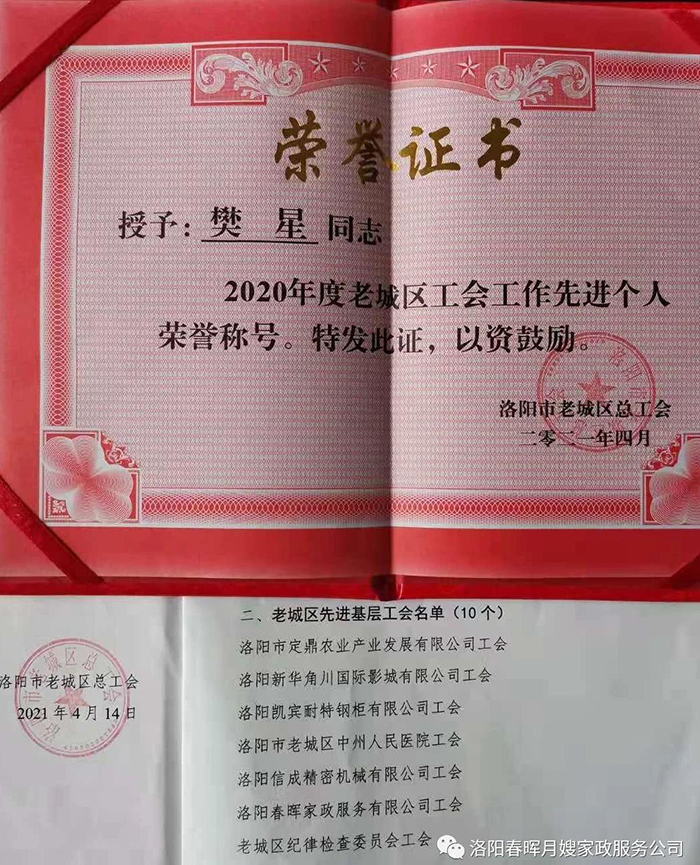 荣誉证书
授予：樊 星 同志
2020年度老城区工会工作先进个人
荣誉称号。特发此证，以资鼓励。
洛阳市老城区总工会
二零二一年四月
洛阳市老城区总工会
2021年4月14日
二、老城区先进基层工会名单（10个）
洛阳市定鼎农业产业发展有限公司工会
洛阳新华角川国际影城有限公司工会
洛阳凯宾耐特钢柜有限公司工会
洛阳市老城区中州人民医院工会
洛阳信成精密机械有限公司工会
洛阳春晖家政服务有限公司工会
老城区纪律检查委员会工会
洛阳春晖月嫂家政服务公司